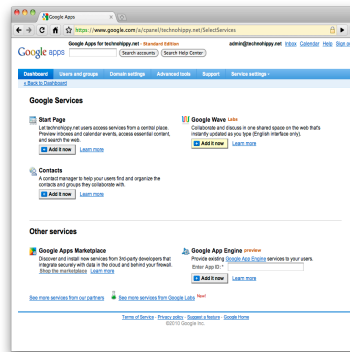 Google Apps
https://www.google.com/a/cpanel/technohippy.net/SelectServices
Google apps
Google Apps for technohippy.net - Standard Edition
admin@technohippy.net Inbox Calendar Help Sign o
Search accounts Search Help Center
Dashboard Users and groups Domain settings Advanced tools Support Service settings
« Back to Dashboard
Google Services
Start Page
Let technohippy.net users access services from a central place.
Preview inboxes and calendar events, access essential content,
and search the web.
Add it now Learn more
Google Wave Labs
Collaborate and discuss in one shared space on the web that's
instantly updated as you type (English interface only).
Add it now Learn more
Contacts
A contact manager to help your users find and organize the
contacts and groups they collaborate with.
Add it now Learn more
Other services
Google Apps Marketplace
Discover and install new services from 3rd-party developers that
integrate securely with data in the cloud and behind your firewall.
Shop the marketplace Learn more
Google App Engine preview
Provide existing Google App Engine services to your users.
Enter App ID: *
Add it now Learn more
See more services from our partners
See more services from Google Labs New!
Terms of Service - Privacy policy - Suggest a feature - Google Home
©2010 Google Inc.